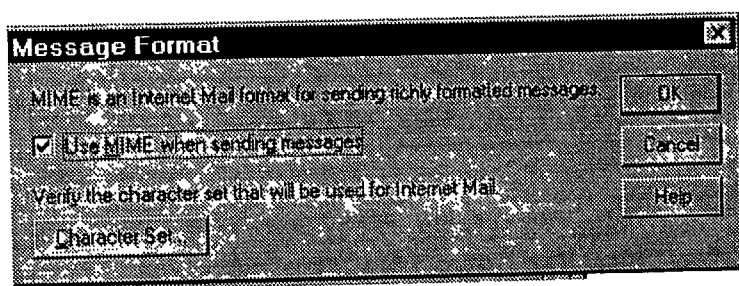 Message Format
MIME is an Internet Mail format for sending richly formatted messages.
OK
Use MIME when sending messages
Cancel
Verify the character set that will be used for Internet Mail.
Help
Character Set...